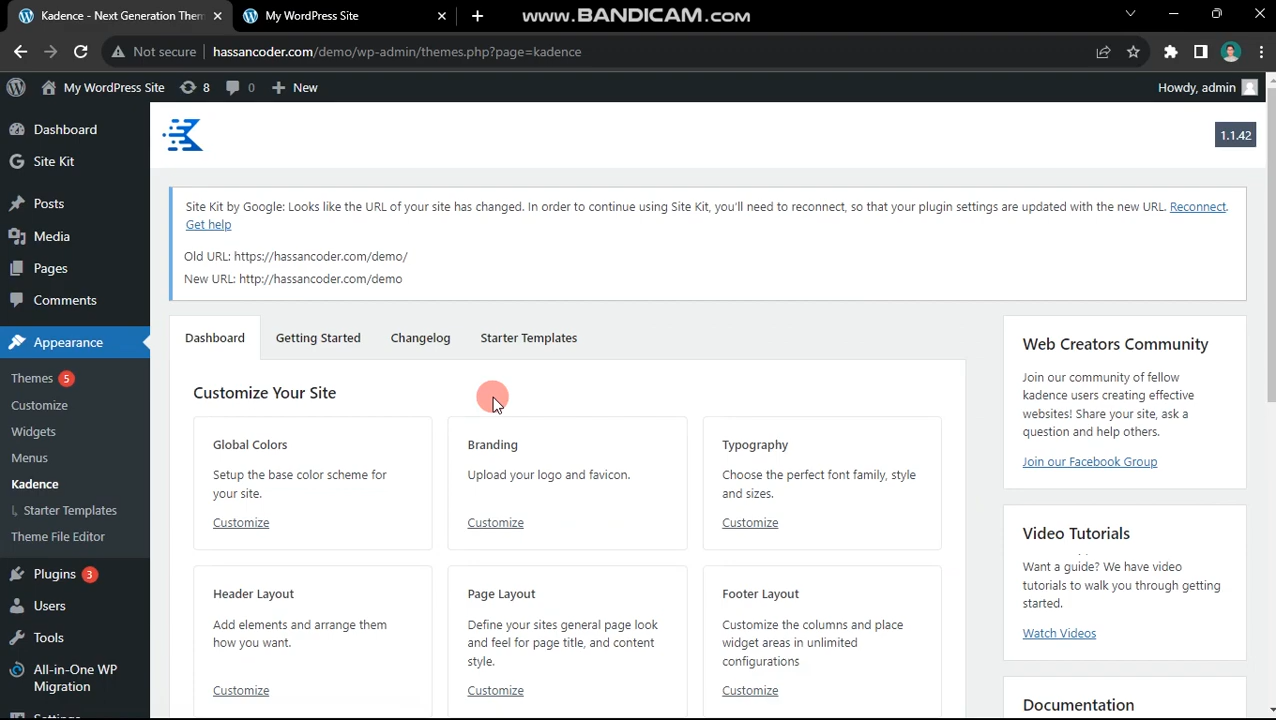 Kadence - Next Generation Them
My WordPress Site
www.BANDICAM.com
Not secure
hassancoder.com/demo/wp-admin/themes.php?page=kadence
My WordPress Site
8
0
New
Howdy, admin
Dashboard
Site Kit
Posts
Media
Pages
Comments
Appearance
Themes 5
Customize
Widgets
Menus
Kadence
Starter Templates
Theme File Editor
Plugins 3
Users
Tools
All-in-One WP
Migration
1.1.42
Site Kit by Google: Looks like the URL of your site has changed. In order to continue using Site Kit, you'll need to reconnect, so that your plugin settings are updated with the new URL. Reconnect.
Get help
Old URL: https://hassancoder.com/demo/
New URL: http://hassancoder.com/demo
Dashboard
Getting Started
Changelog
Starter Templates
Customize Your Site
Global Colors
Setup the base color scheme for
your site.
Customize
Branding
Upload your logo and favicon.
Customize
Typography
Choose the perfect font family, style
and sizes.
Customize
Header Layout
Add elements and arrange them
how you want.
Customize
Page Layout
Define your sites general page look
and feel for page title, and content
style.
Customize
Footer Layout
Customize the columns and place
widget areas in unlimited
configurations
Customize
Web Creators Community
Join our community of fellow
kadence users creating effective
websites! Share your site, ask a
question and help others.
Join our Facebook Group
Video Tutorials
Want a guide? We have video
tutorials to walk you through getting
started.
Watch Videos
Documentation